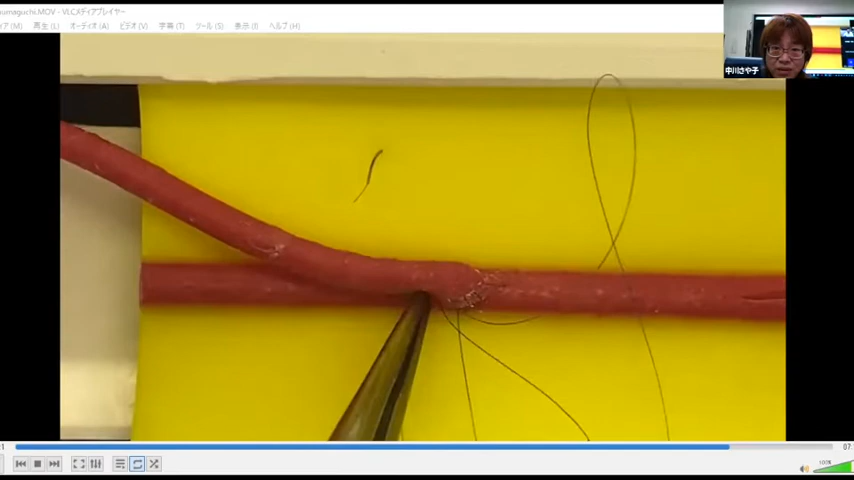 umaguchi.MOV - VLCメディアプレイヤー
ィア(M) 再生(L) オーディオ(A) ビデオ(V) 字幕(T) ツール(S) 表示(I) ヘルプ(H)
中川さや子
07: